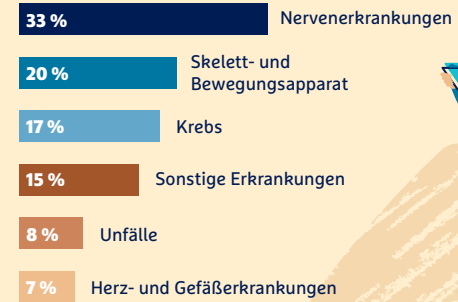 33 % Nervenerkrankungen
20 % Skelett- und
Bewegungsapparat
17 % Krebs
15 % Sonstige Erkrankungen
8 % Unfälle
7 % Herz- und Gefäßerkrankungen